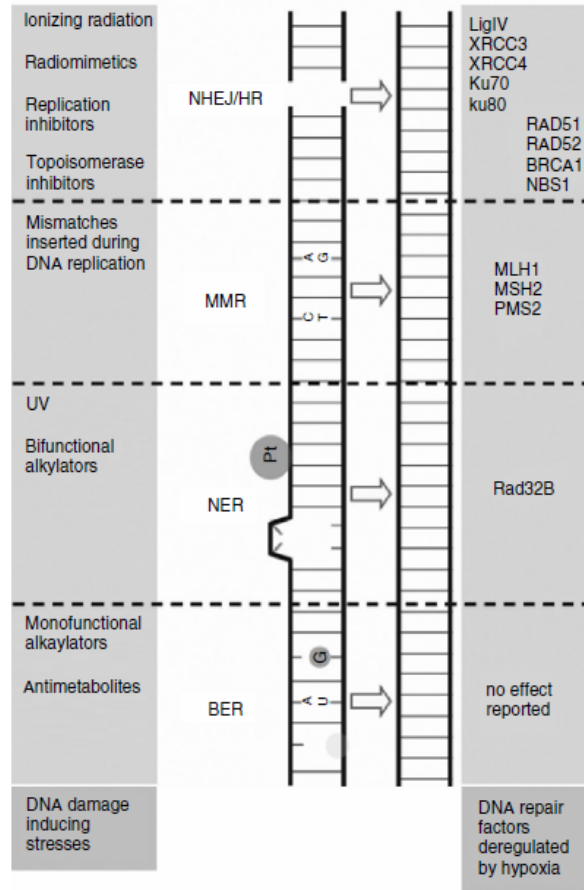 Ionizing radiation
Radiomimetics
Replication
inhibitors
Topoisomerase
inhibitors
NHEJ/HR
LigIV
XRCC3
XRCC4
Ku70
ku80
RAD51
RAD52
BRCA1
NBS1
Mismatches
inserted during
DNA replication
MMR
A G
C T
MLH1
MSH2
PMS2
UV
Bifunctional
alkylators
Pt
NER
Rad32B
Monofunctional
alkaylators
Antimetabolites
BER
G
A U
no effect
reported
DNA damage
inducing
stresses
DNA repair
factors
deregulated
by hypoxia